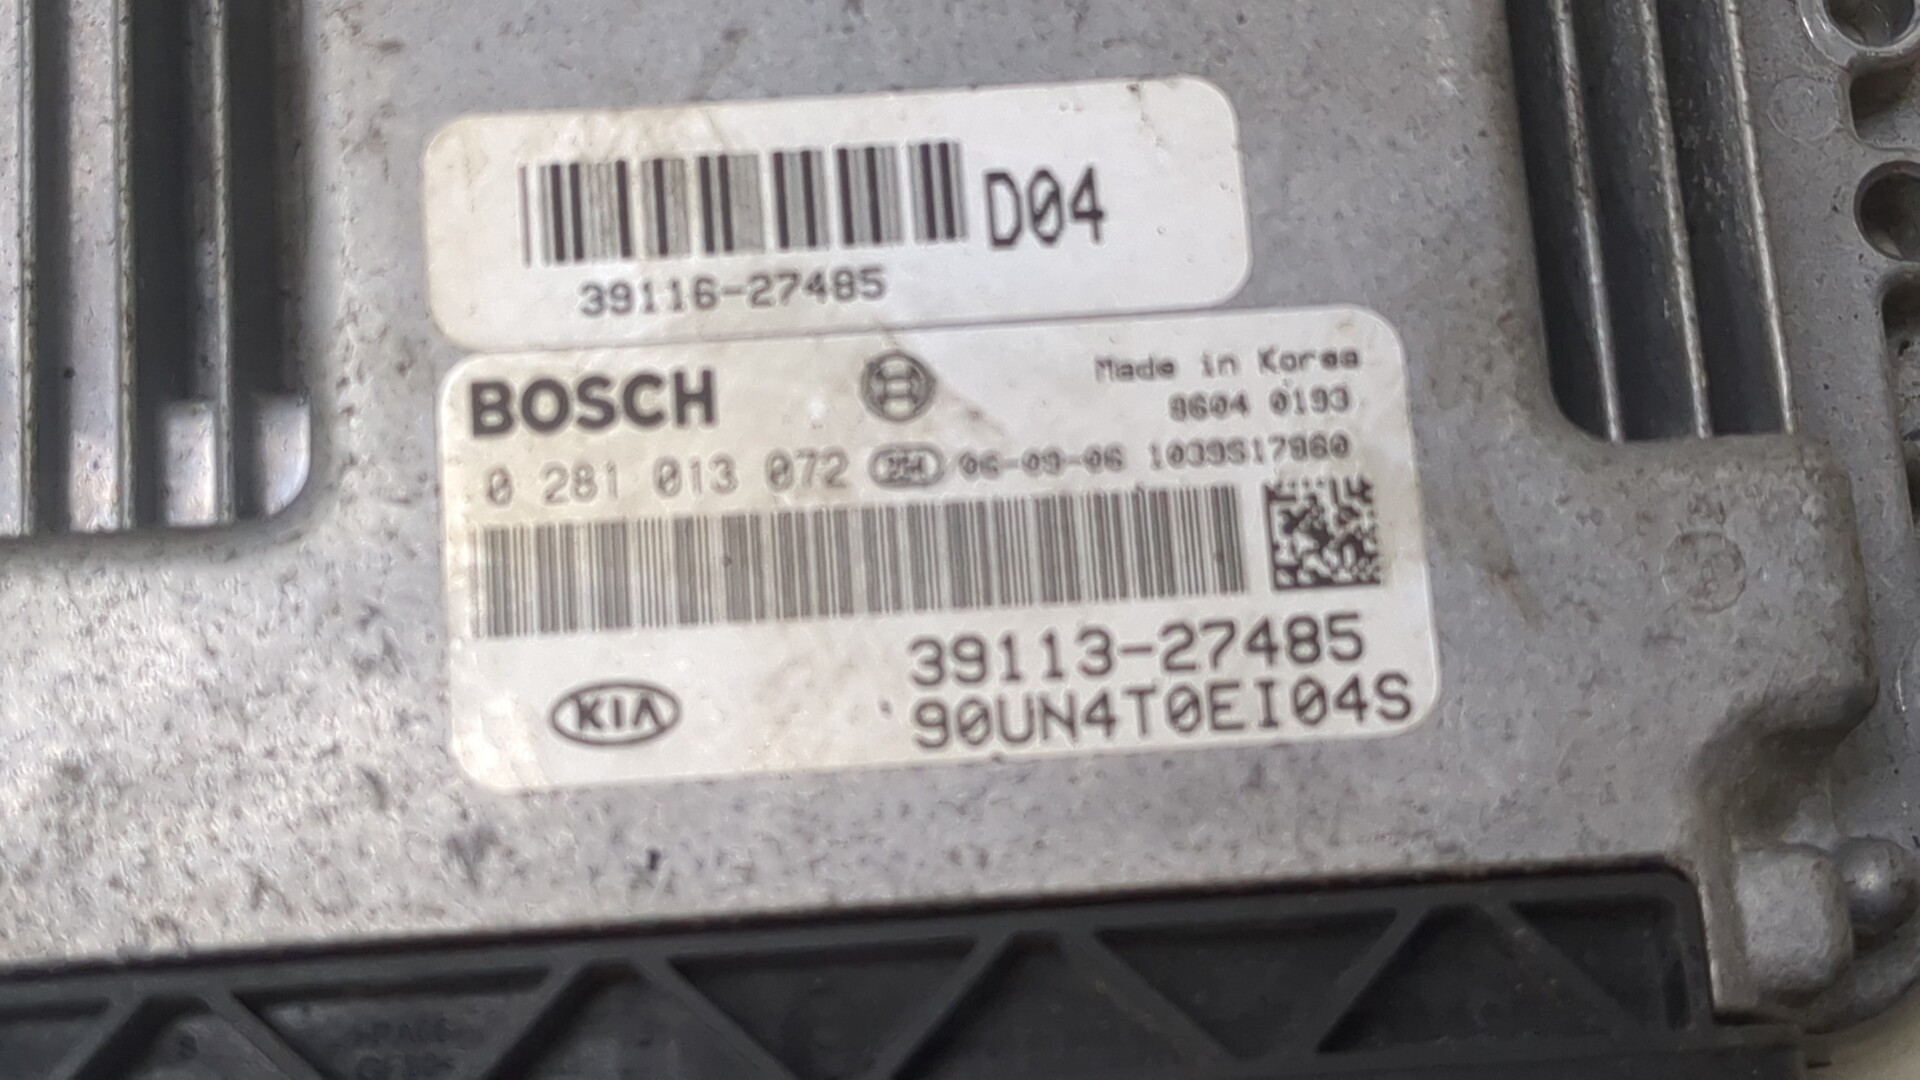 D04
39116-27485
BOSCH
Made in Korea
8604 0193
0 281 013 072 06-09-06 1039S17960
39113-27485
KIA
90UN4T0EI04S